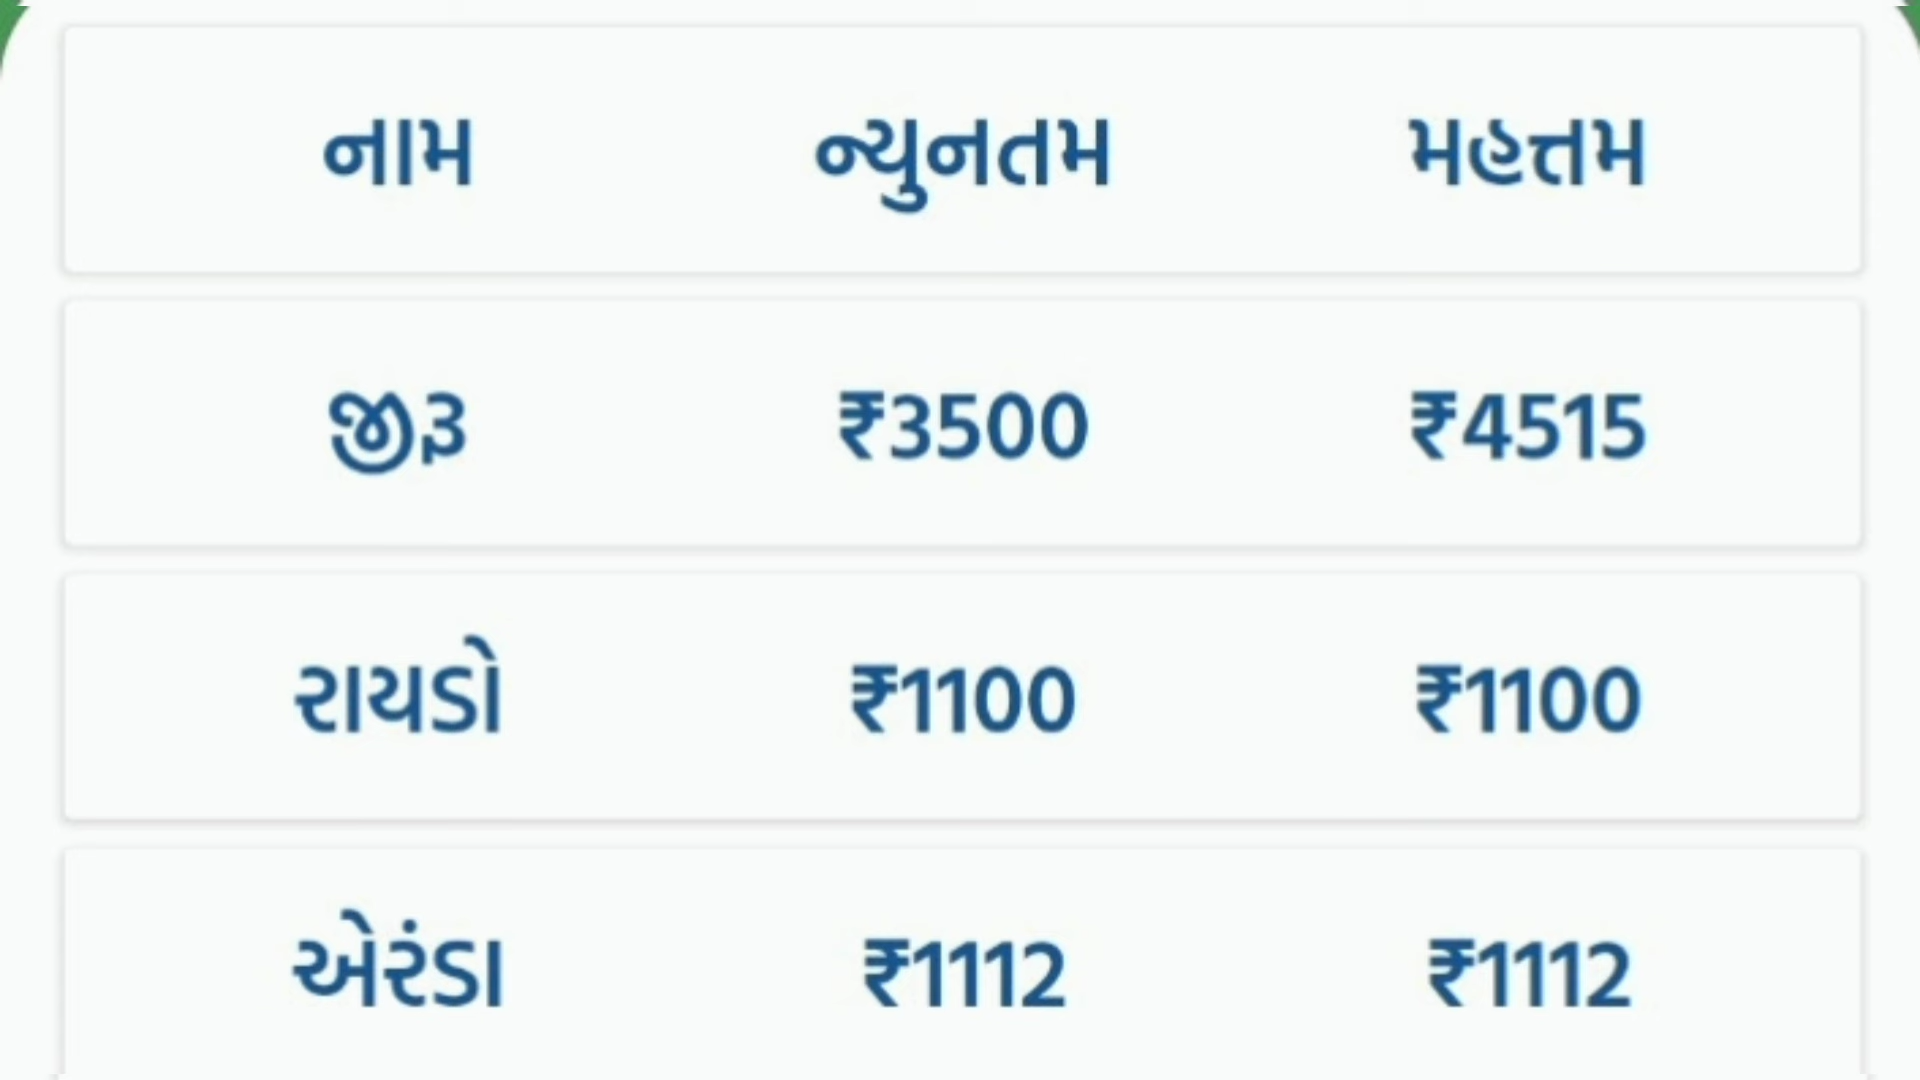 નામ ન્યુનતમ મહત્તમ
જીરૂ ₹3500 ₹4515
રાયડો ₹1100 ₹1100
એરંડા ₹1112 ₹1112